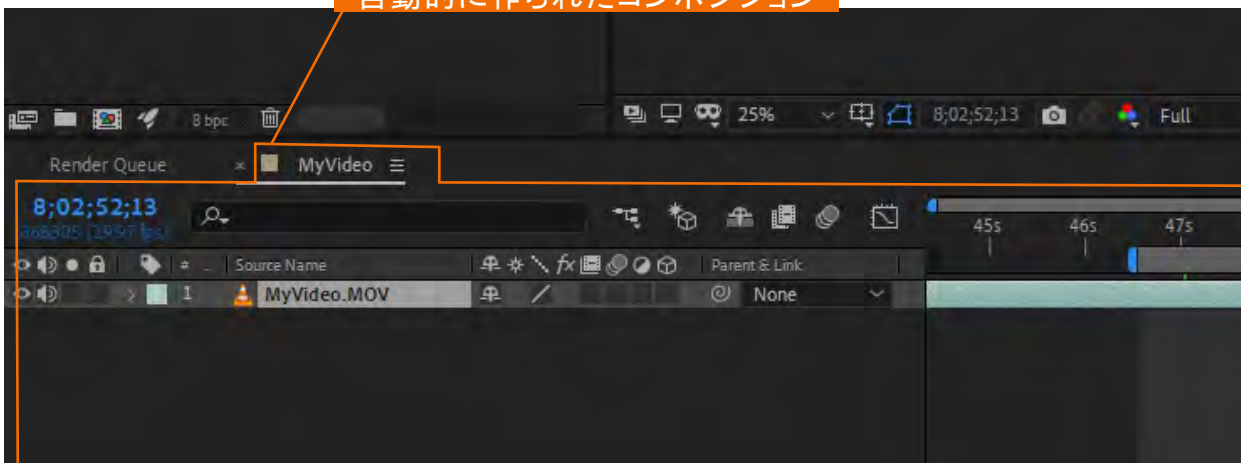 自動的に作られたコンポジション
8 bpc
25%
8;02;52;13
Full
Render Queue
× MyVideo
8;02;52;13
45s
46s
47s
# Source Name
fx
Parent & Link
1 MyVideo.MOV
None